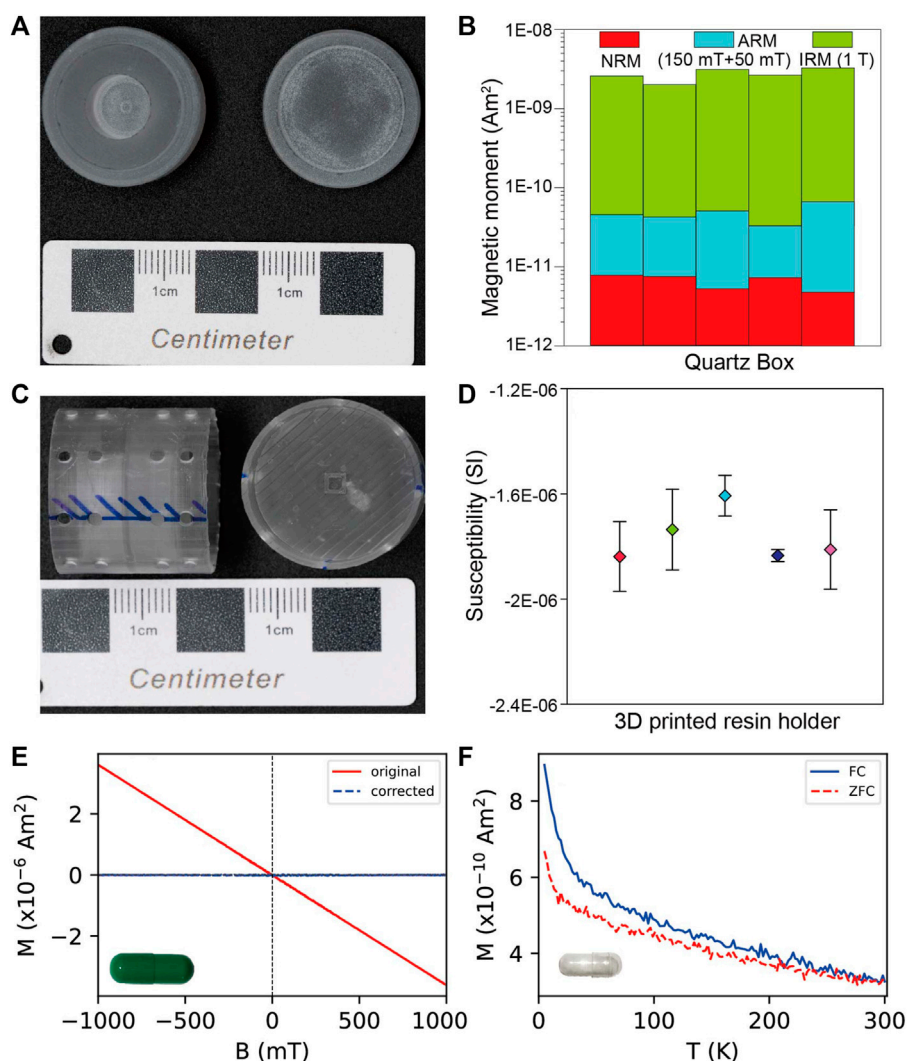 A
1cm
1cm
Centimeter
B
Magnetic moment (Am²)
1E-08
1E-09
1E-10
1E-11
1E-12
NRM
ARM
(150 mT+50 mT)
IRM (1 T)
Quartz Box
C
1cm
1cm
Centimeter
D
Susceptibility (SI)
-1.2E-06
-1.6E-06
-2E-06
-2.4E-06
3D printed resin holder
E
M (x10⁻⁶ Am²)
2
0
−2
original
corrected
−1000
−500
0
500
1000
B (mT)
F
M (x10⁻¹⁰ Am²)
8
6
4
FC
ZFC
0
100
200
300
T (K)